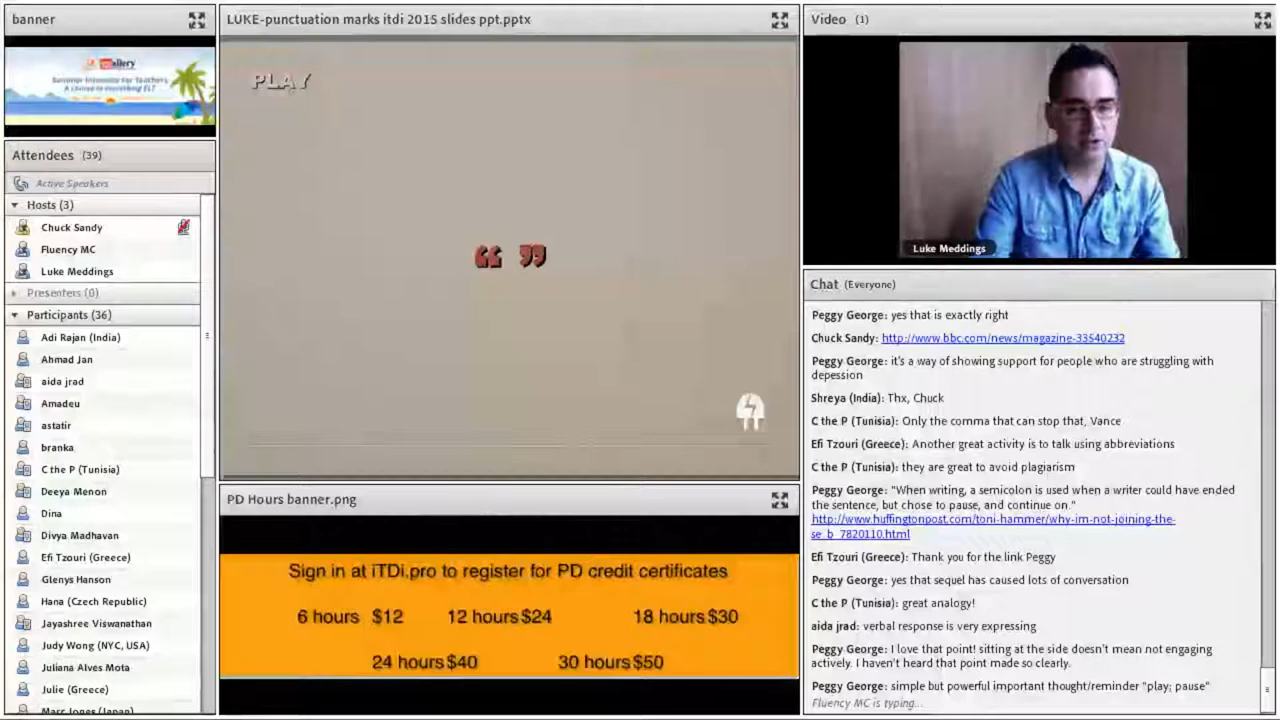 banner
Summer Intensive For Teachers
A Course in Everything ELT
Attendees (39)
Active Speakers
Hosts (3)
Chuck Sandy
Fluency MC
Luke Meddings
Presenters (0)
Participants (36)
Adi Rajan (India)
Ahmad Jan
aida jrad
Amadeu
astatir
branka
C the P (Tunisia)
Deeya Menon
Dina
Divya Madhavan
Efi Tzouri (Greece)
Glenys Hanson
Hana (Czech Republic)
Jayashree Viswanathan
Judy Wong (NYC, USA)
Juliana Alves Mota
Julie (Greece)
Marc Jones (Japan)
LUKE-punctuation marks itdi 2015 slides ppt.pptx
PLAY
“ ”
PD Hours banner.png
Sign in at iTDi.pro to register for PD credit certificates
6 hours $12 12 hours $24 18 hours $30
24 hours $40 30 hours $50
Video (1)
Luke Meddings
Chat (Everyone)
Peggy George: yes that is exactly right
Chuck Sandy: http://www.bbc.com/news/magazine-33540232
Peggy George: it's a way of showing support for people who are struggling with
depession
Shreya (India): Thx, Chuck
C the P (Tunisia): Only the comma that can stop that, Vance
Efi Tzouri (Greece): Another great activity is to talk using abbreviations
C the P (Tunisia): they are great to avoid plagiarism
Peggy George: "When writing, a semicolon is used when a writer could have ended
the sentence, but chose to pause, and continue on."
http://www.huffingtonpost.com/toni-hammer/why-im-not-joining-the-
se_b_7820110.html
Efi Tzouri (Greece): Thank you for the link Peggy
Peggy George: yes that sequel has caused lots of conversation
C the P (Tunisia): great analogy!
aida jrad: verbal response is very expressing
Peggy George: I love that point! sitting at the side doesn't mean not engaging
actively. I haven't heard that point made so clearly.
Peggy George: simple but powerful important thought/reminder "play; pause"
Fluency MC is typing...